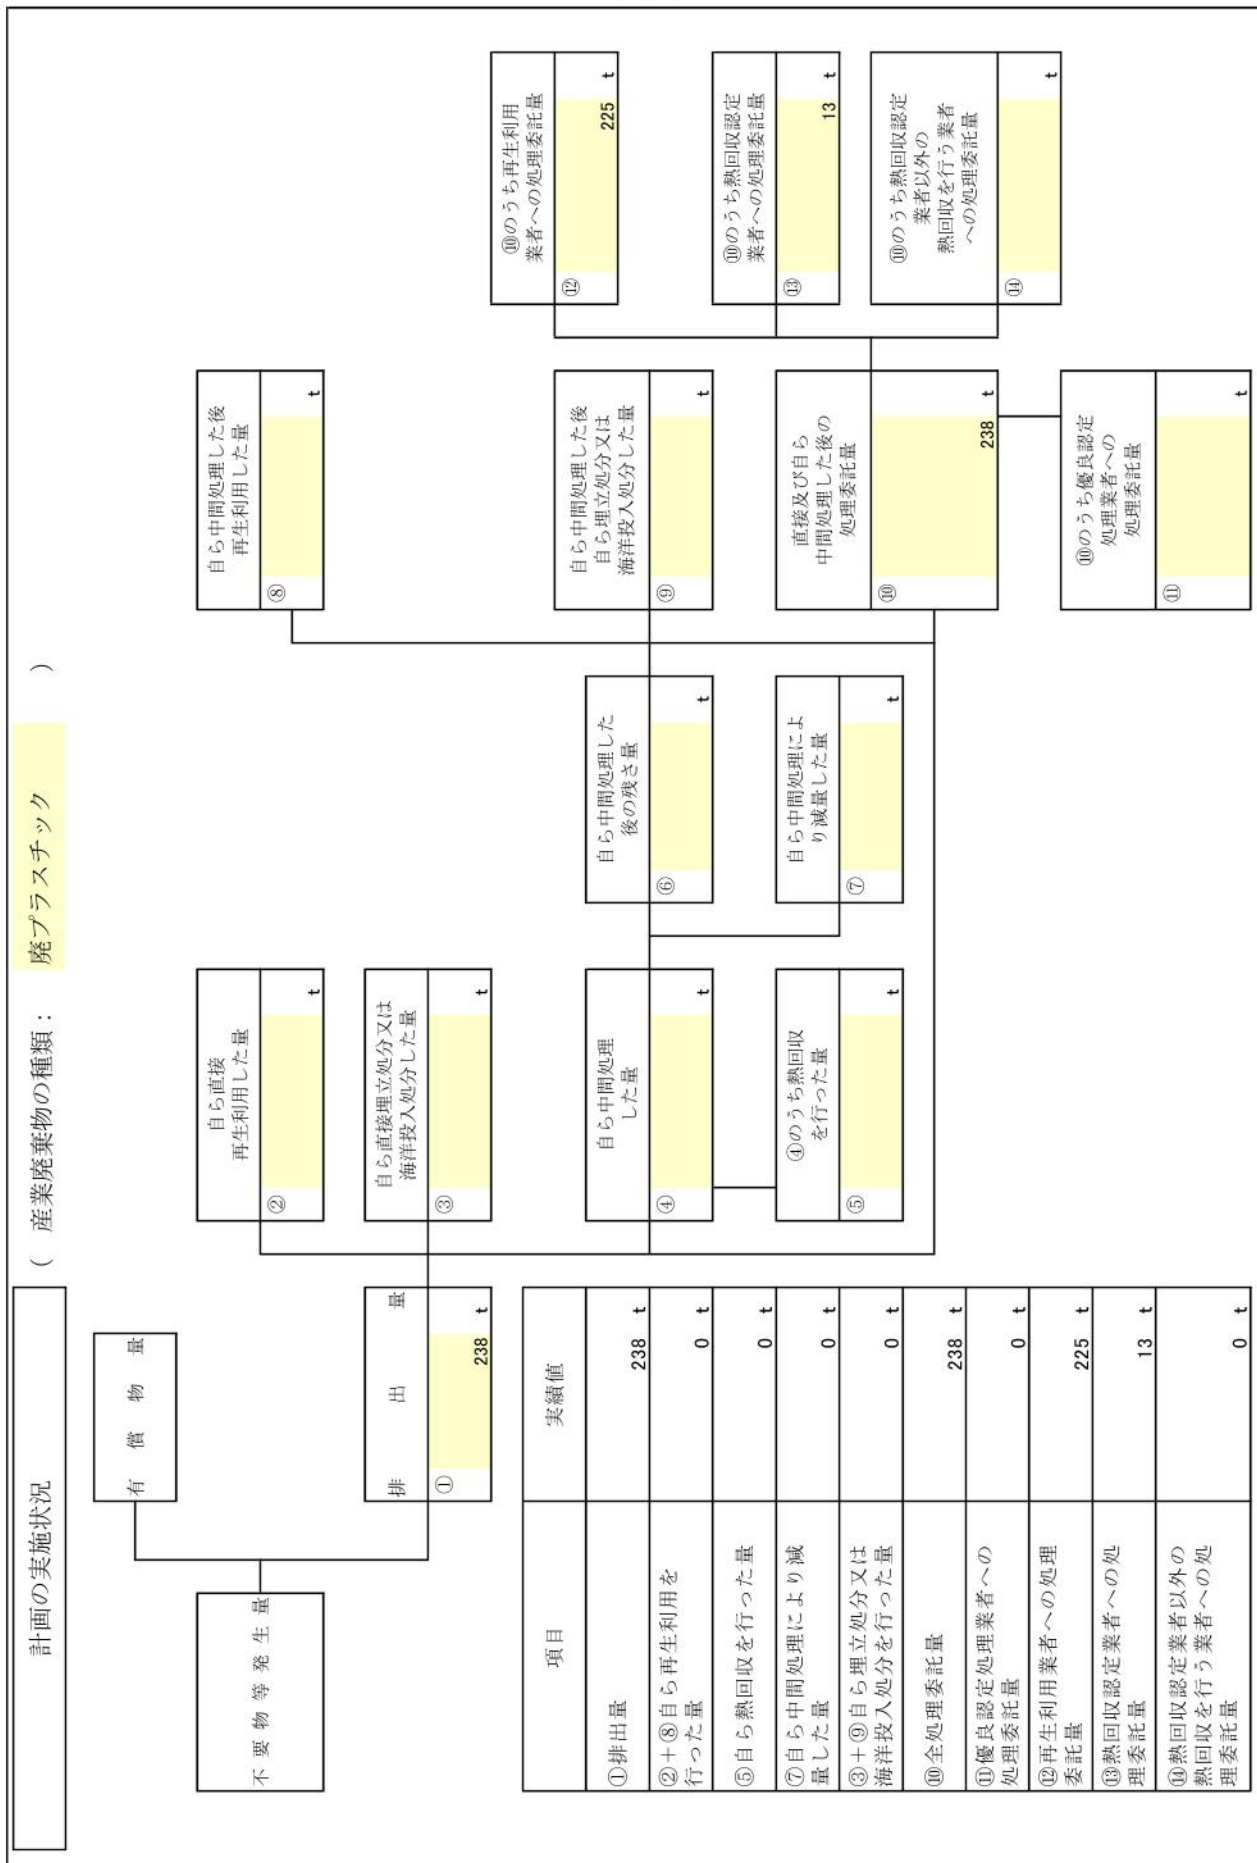 計画の実施状況
( 産業廃棄物の種類： 廃プラスチック )
有償物量
不要物等発生量
排出量
① 238 t
自ら直接
再生利用した量
② t
自ら直接埋立処分又は
海洋投入処分した量
③ t
自ら中間処理
した量
④ t
④のうち熱回収
を行った量
⑤ t
自ら中間処理した
後の残さ量
⑥ t
自ら中間処理によ
り減量した量
⑦ t
自ら中間処理した後
再生利用した量
⑧ t
自ら中間処理した後
自ら埋立処分又は
海洋投入処分した量
⑨ t
直接及び自ら
中間処理した後の
処理委託量
⑩ 238 t
⑩のうち優良認定
処理業者への
処理委託量
⑪ t
⑩のうち再生利用
業者への処理委託量
⑫ 225 t
⑩のうち熱回収認定
業者への処理委託量
⑬ 13 t
⑩のうち熱回収認定
業者以外の
熱回収を行う業者
への処理委託量
⑭ t
項目 実績値
①排出量 238 t
②＋⑧自ら再生利用を
行った量 0 t
⑤自ら熱回収を行った量 0 t
⑦自ら中間処理により減
量した量 0 t
③＋⑨自ら埋立処分又は
海洋投入処分を行った量 0 t
⑩全処理委託量 238 t
⑪優良認定処理業者への
処理委託量 0 t
⑫再生利用業者への処理
委託量 225 t
⑬熱回収認定業者への処
理委託量 13 t
⑭熱回収認定業者以外の
熱回収を行う業者への処
理委託量 0 t